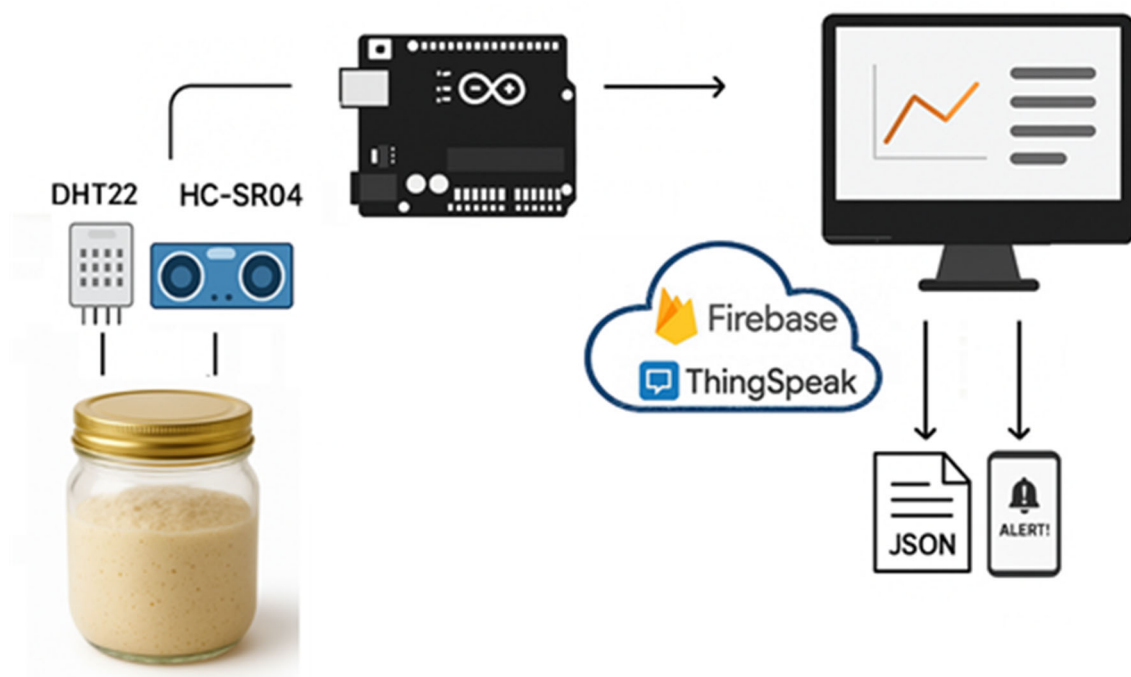 DHT22
HC-SR04
Firebase
ThingSpeak
JSON
ALERT!